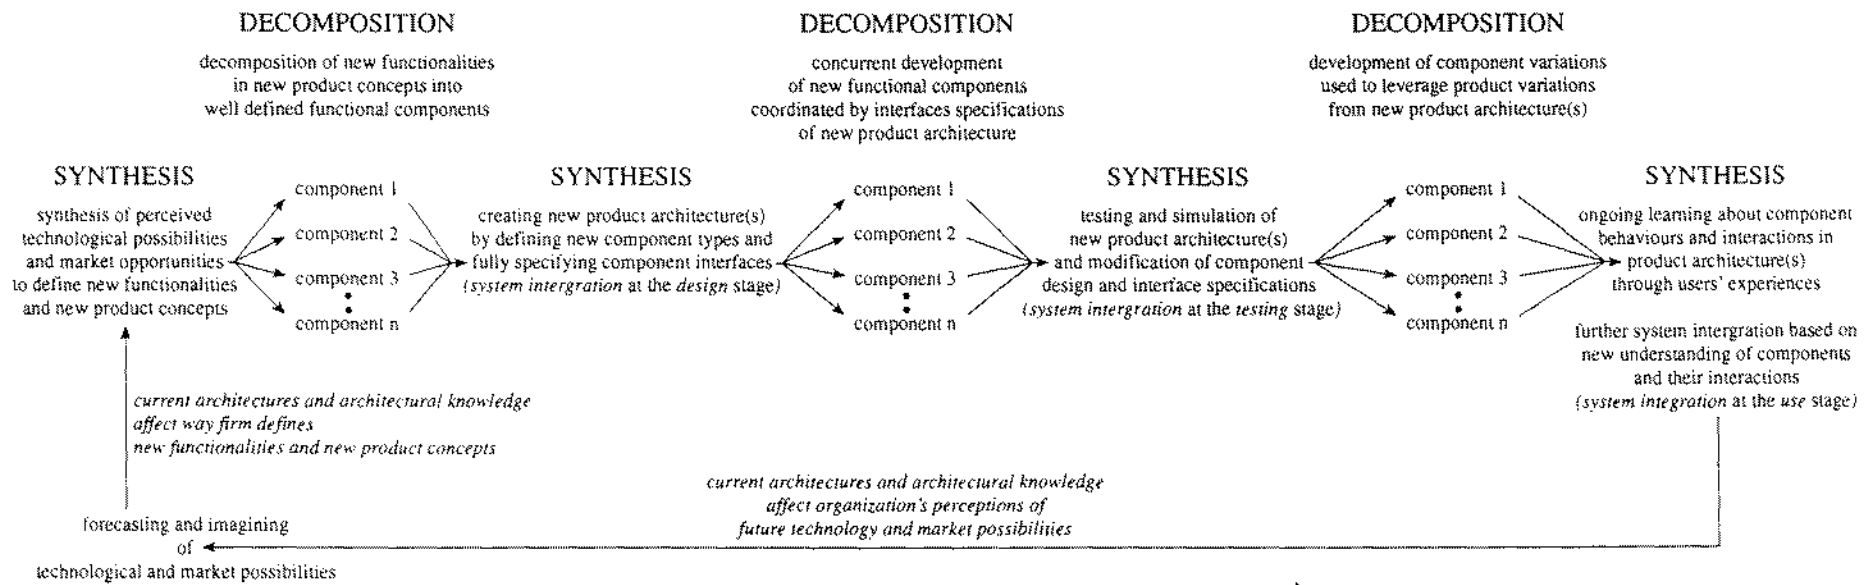 DECOMPOSITION
decomposition of new functionalities
in new product concepts into
well defined functional components
DECOMPOSITION
concurrent development
of new functional components
coordinated by interfaces specifications
of new product architecture
DECOMPOSITION
development of component variations
used to leverage product variations
from new product architecture(s)
SYNTHESIS
synthesis of perceived
technological possibilities
and market opportunities
to define new functionalities
and new product concepts
component 1
component 2
component 3
component n
SYNTHESIS
creating new product architecture(s)
by defining new component types and
fully specifying component interfaces
(system intergration at the design stage)
component 1
component 2
component 3
component n
SYNTHESIS
testing and simulation of
new product architecture(s)
and modification of component
design and interface specifications
(system intergration at the testing stage)
component 1
component 2
component 3
component n
SYNTHESIS
ongoing learning about component
behaviours and interactions in
product architecture(s)
through users' experiences
further system intergration based on
new understanding of components
and their interactions
(system integration at the use stage)
current architectures and architectural knowledge
affect way firm defines
new functionalities and new product concepts
current architectures and architectural knowledge
affect organization's perceptions of
future technology and market possibilities
forecasting and imagining
of
technological and market possibilities